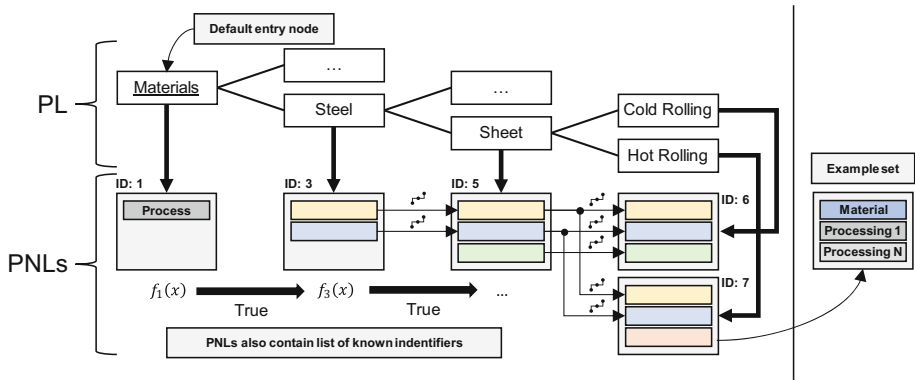 Default entry node
PL
Materials
...
Steel
...
Sheet
Cold Rolling
Hot Rolling
PNLs
ID: 1
Process
ID: 3
ID: 5
ID: 6
ID: 7
f₁(x)
True
f₃(x)
True
...
PNLs also contain list of known indentifiers
Example set
Material
Processing 1
Processing N